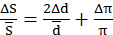 ΔS/S̅ = 2Δd/d̅ + Δπ/π